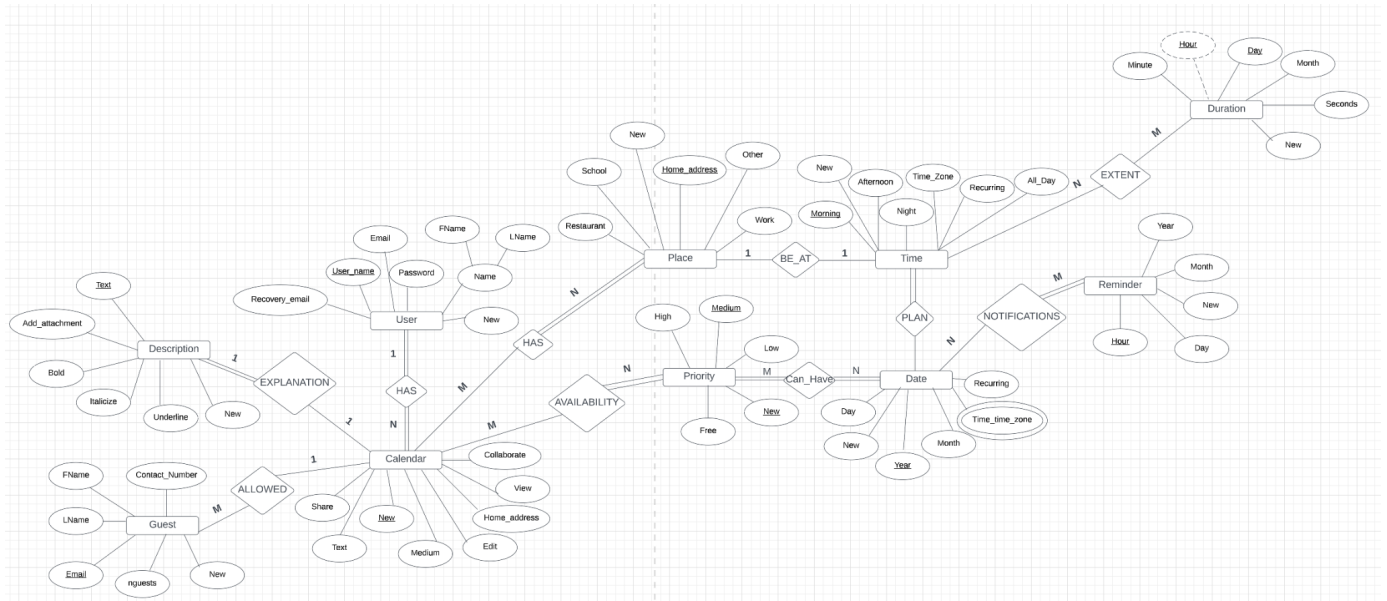 Hour
Day
Minute
Month
Duration
Seconds
New
M
EXTENT
N
New
School
Home_address
Other
Restaurant
Work
Place
1
BE_AT
1
New
Afternoon
Time_Zone
Recurring
All_Day
Morning
Night
Time
Year
Month
Reminder
New
Hour
Day
M
NOTIFICATIONS
N
PLAN
Email
FName
LName
User_name
Password
Name
Recovery_email
User
New
1
HAS
N
N
HAS
M
Text
Add_attachment
Description
Bold
Italicize
Underline
New
1
EXPLANATION
1
High
Medium
Low
Priority
New
Free
M
Can_Have
N
N
AVAILABILITY
M
Date
Recurring
Day
Time_time_zone
New
Month
Year
Calendar
Collaborate
View
Share
New
Home_address
Text
Medium
Edit
1
ALLOWED
M
FName
Contact_Number
LName
Guest
Email
nguests
New